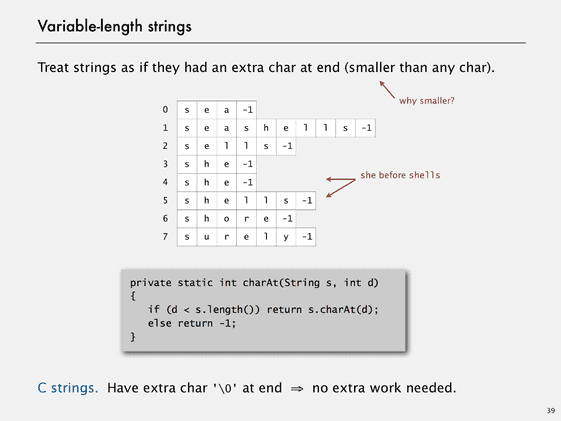 Variable-length strings
Treat strings as if they had an extra char at end (smaller than any char).
why smaller?
0 s e a -1
1 s e a s h e l l s -1
2 s e l l s -1
3 s h e -1
4 s h e -1
she before shells
5 s h e l l s -1
6 s h o r e -1
7 s u r e l y -1
private static int charAt(String s, int d)
{
if (d < s.length()) return s.charAt(d);
else return -1;
}
C strings. Have extra char '\0' at end ⇒ no extra work needed.
39